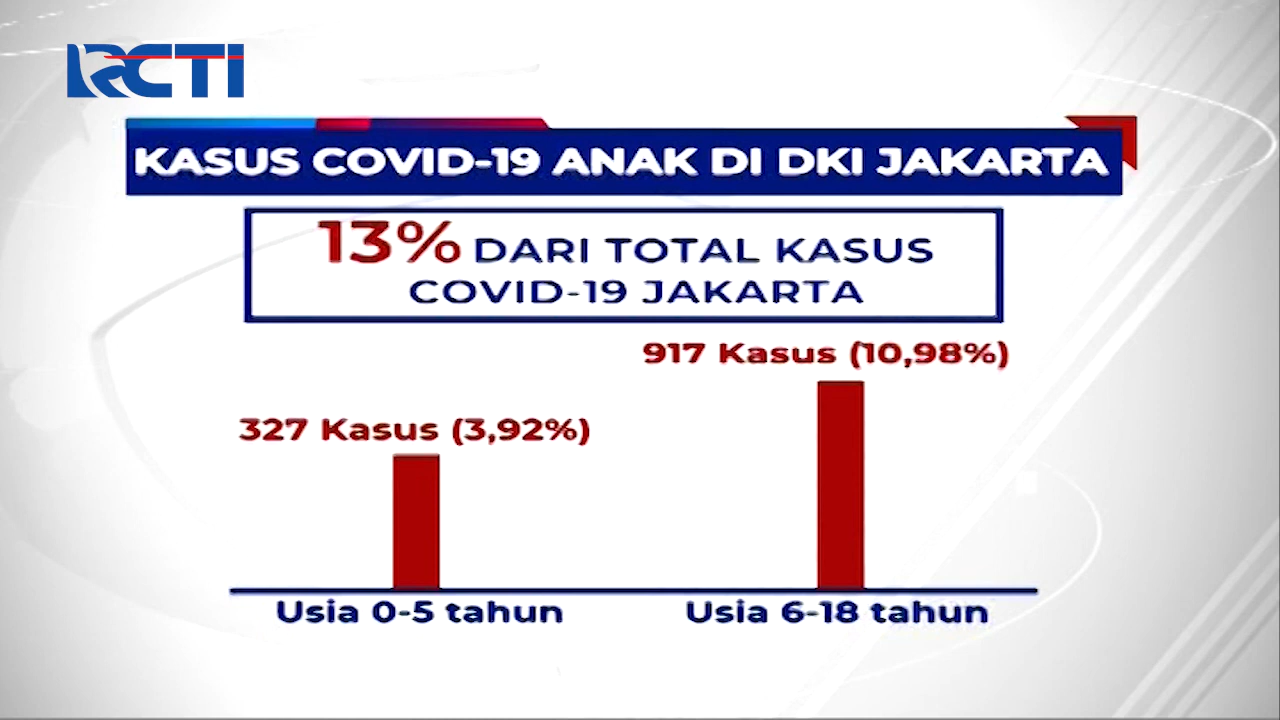 RCTI
KASUS COVID-19 ANAK DI DKI JAKARTA
13% DARI TOTAL KASUS
COVID-19 JAKARTA
917 Kasus (10,98%)
327 Kasus (3,92%)
Usia 0-5 tahun
Usia 6-18 tahun